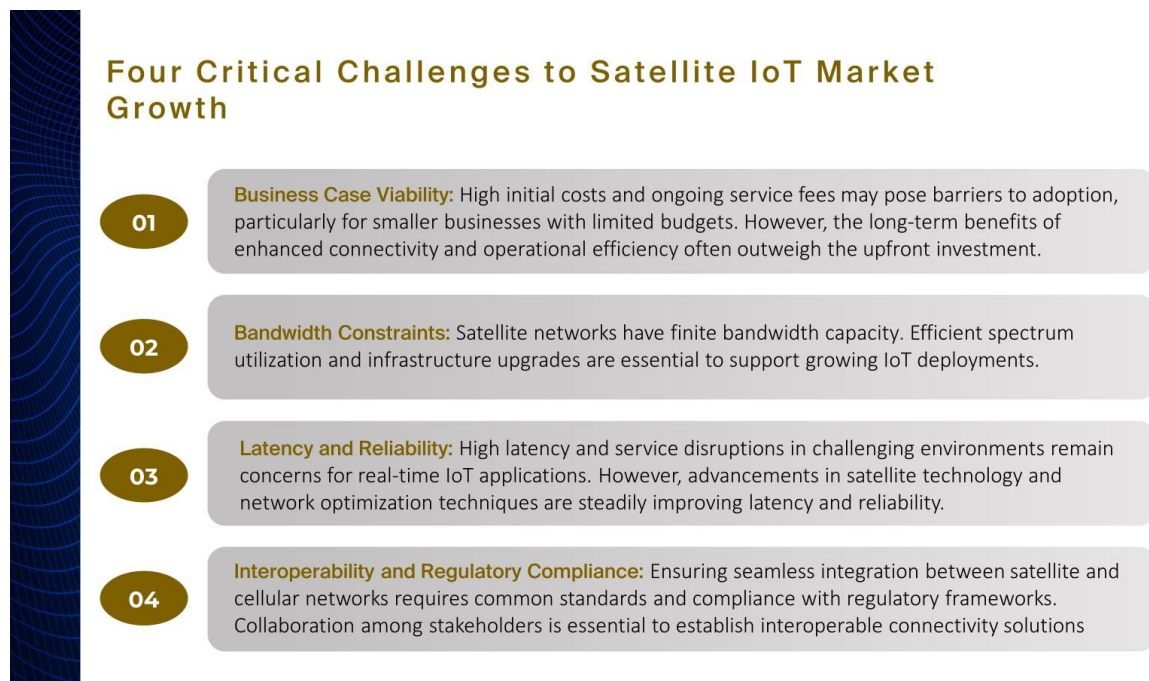 Four Critical Challenges to Satellite IoT Market
Growth
01
Business Case Viability: High initial costs and ongoing service fees may pose barriers to adoption,
particularly for smaller businesses with limited budgets. However, the long-term benefits of
enhanced connectivity and operational efficiency often outweigh the upfront investment.
02
Bandwidth Constraints: Satellite networks have finite bandwidth capacity. Efficient spectrum
utilization and infrastructure upgrades are essential to support growing IoT deployments.
03
Latency and Reliability: High latency and service disruptions in challenging environments remain
concerns for real-time IoT applications. However, advancements in satellite technology and
network optimization techniques are steadily improving latency and reliability.
04
Interoperability and Regulatory Compliance: Ensuring seamless integration between satellite and
cellular networks requires common standards and compliance with regulatory frameworks.
Collaboration among stakeholders is essential to establish interoperable connectivity solutions